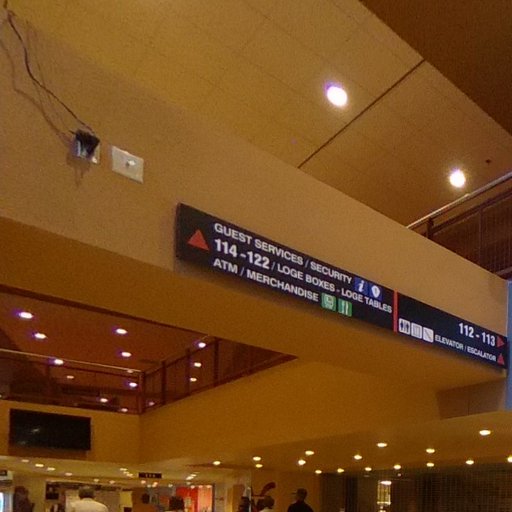 GUEST SERVICES / SECURITY
114 - 122 / LOGE BOXES - LOGE TABLES
ATM / MERCHANDISE
112 - 113
ELEVATOR / ESCALATOR